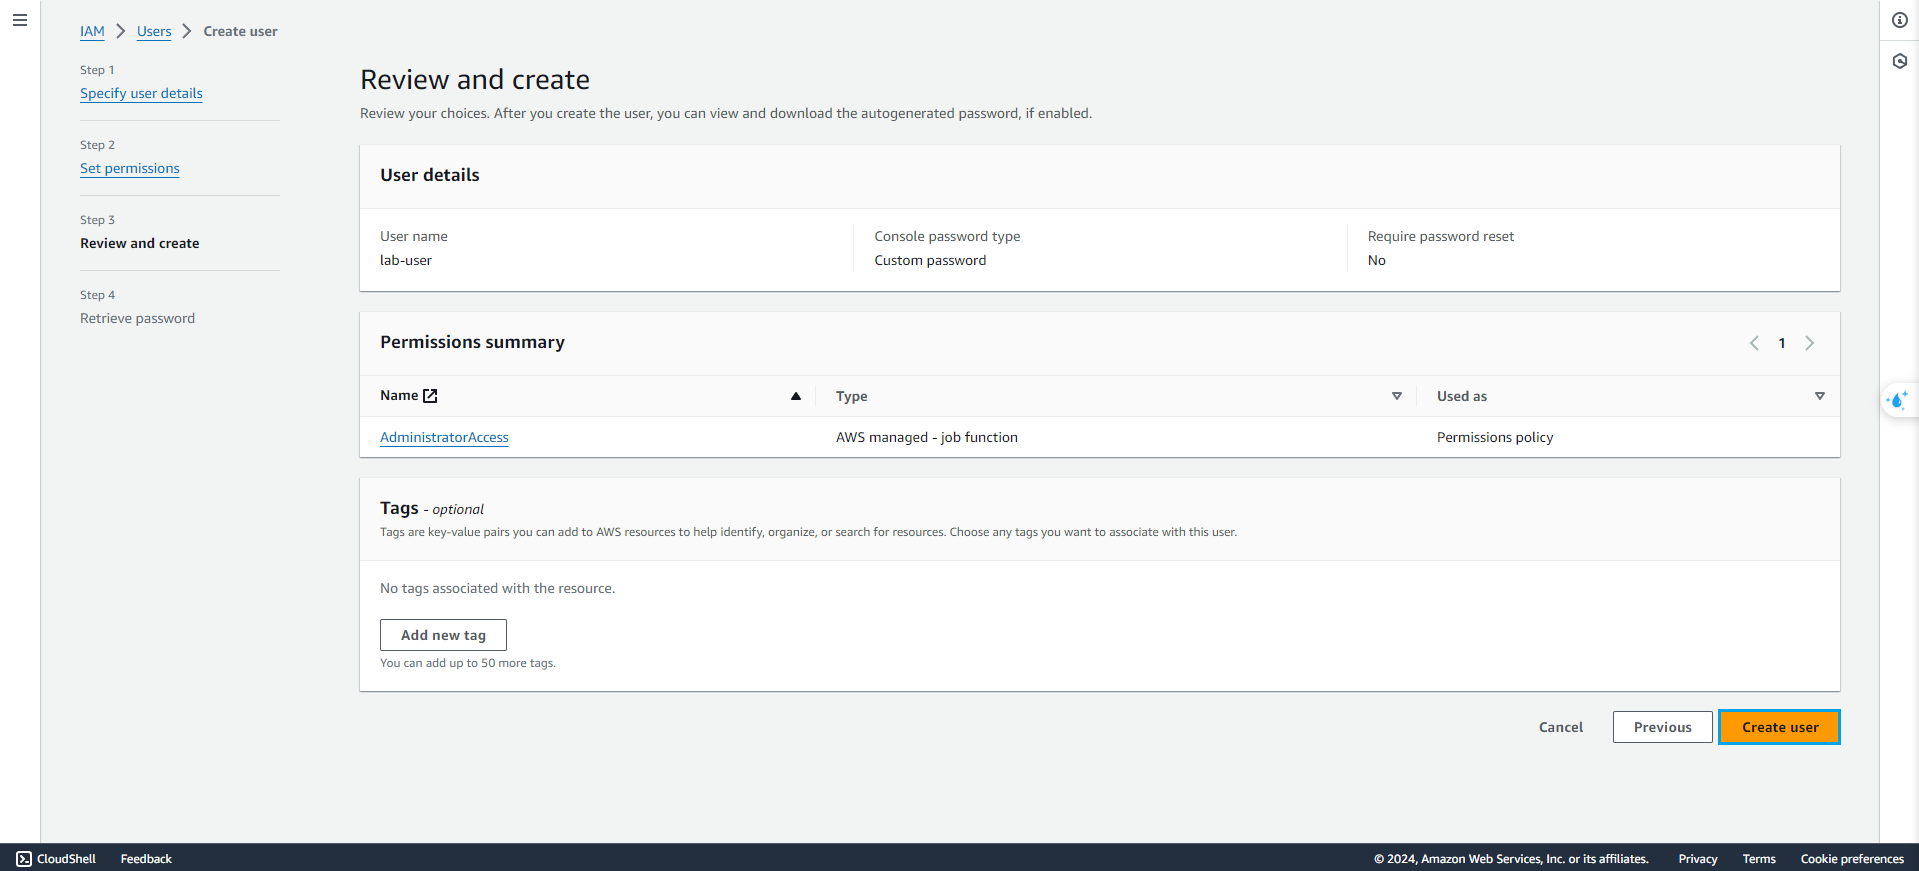 IAM > Users > Create user
Step 1
Specify user details
Step 2
Set permissions
Step 3
Review and create
Step 4
Retrieve password
Review and create
Review your choices. After you create the user, you can view and download the autogenerated password, if enabled.
User details
User name
lab-user
Console password type
Custom password
Require password reset
No
Permissions summary
1
Name
Type
Used as
AdministratorAccess
AWS managed - job function
Permissions policy
Tags - optional
Tags are key-value pairs you can add to AWS resources to help identify, organize, or search for resources. Choose any tags you want to associate with this user.
No tags associated with the resource.
Add new tag
You can add up to 50 more tags.
Cancel
Previous
Create user
CloudShell
Feedback
© 2024, Amazon Web Services, Inc. or its affiliates.
Privacy
Terms
Cookie preferences